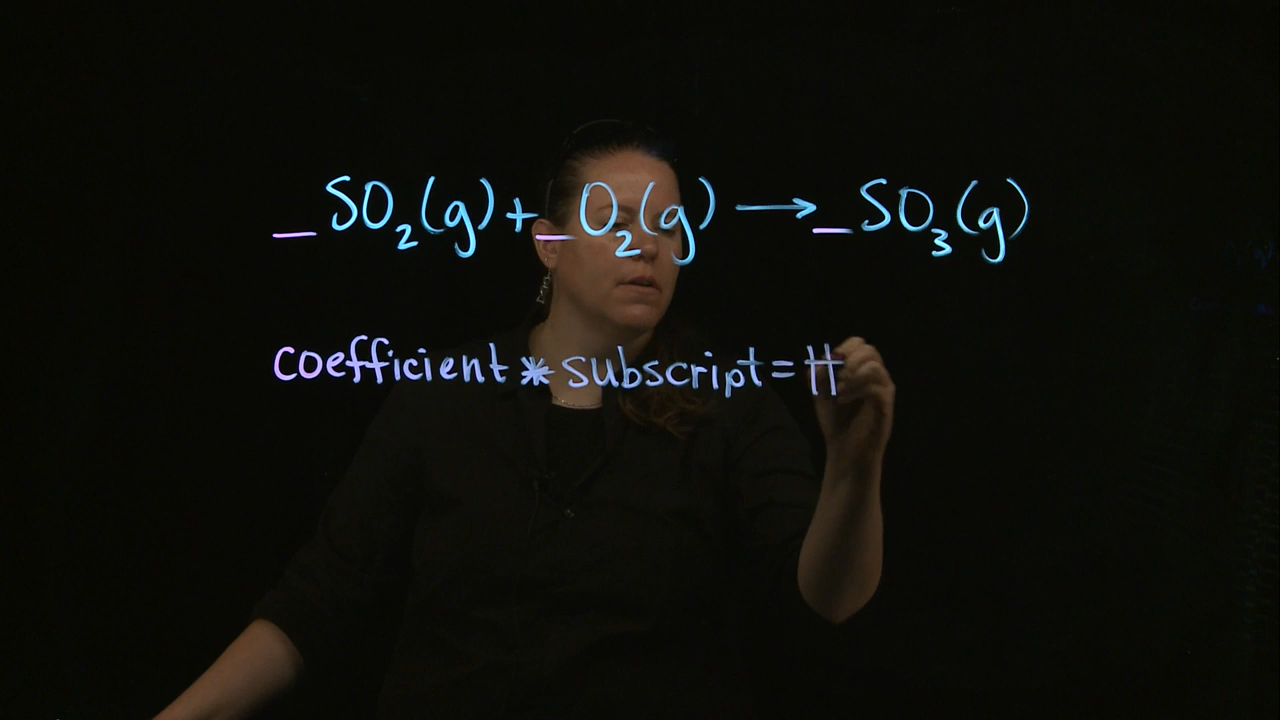 _SO₂(g)+_O₂(g)→_SO₃(g)
coefficient * subscript = #